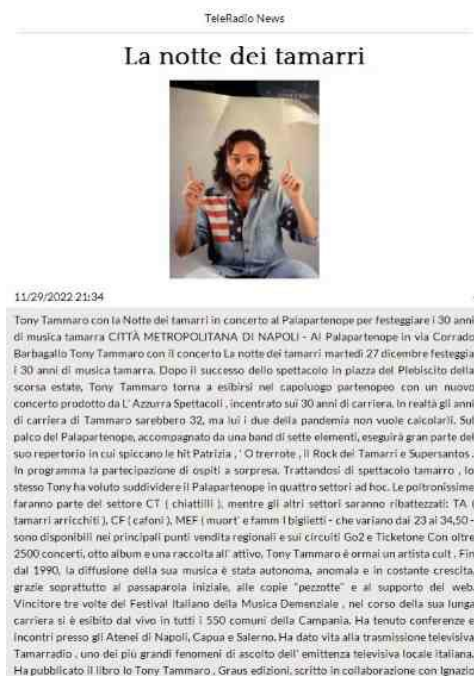 TeleRadio News
La notte dei tamarri
11/29/2022 21:34
Tony Tammaro con la Notte dei tamarri in concerto al Palapartenope per festeggiare i 30 anni
di musica tamarra CITTÀ METROPOLITANA DI NAPOLI - Al Palapartenope in via Corrado
Barbagallo Tony Tammaro con il concerto La notte dei tamarri martedì 27 dicembre festeggia
i 30 anni di musica tamarra. Dopo il successo dello spettacolo in piazza del Plebiscito della
scorsa estate, Tony Tammaro torna a esibirsi nel capoluogo partenopeo con un nuovo
concerto prodotto da L' Azzurra Spettacoli , incentrato sui 30 anni di carriera. In realtà gli anni
di carriera di Tammaro sarebbero 32, ma lui i due della pandemia non vuole calcolarli. Sul
palco del Palapartenope, accompagnato da una band di sette elementi, eseguirà gran parte del
suo repertorio in cui spiccano le hit Patrizia , ' O trerrote , Il Rock dei Tamarri e Supersantos .
In programma la partecipazione di ospiti a sorpresa. Trattandosi di spettacolo tamarro , lo
stesso Tony ha voluto suddividere il Palapartenope in quattro settori ad hoc. Le poltronissime
faranno parte del settore CT ( chiattilli ), mentre gli altri settori saranno ribattezzati: TA (
tamarri arricchiti ), CF ( cafoni ), MEF ( muort' e famm I biglietti - che variano dai 23 ai 34,50 -
sono disponibili nei principali punti vendita regionali e sui circuiti Go2 e Ticketone Con oltre
2500 concerti, otto album e una raccolta all' attivo, Tony Tammaro è ormai un artista cult . Fin
dal 1990, la diffusione della sua musica è stata autonoma, anomala e in costante crescita,
grazie soprattutto al passaparola iniziale, alle copie "pezzotte" e al supporto del web.
Vincitore tre volte del Festival Italiano della Musica Demenziale , nel corso della sua lunga
carriera si è esibito dal vivo in tutti i 550 comuni della Campania. Ha tenuto conferenze e
incontri presso gli Atenei di Napoli, Capua e Salerno. Ha dato vita alla trasmissione televisiva
Tamarradio , uno dei più grandi fenomeni di ascolto dell' emittenza televisiva locale italiana.
Ha pubblicato il libro Io Tony Tammaro , Graus edizioni, scritto in collaborazione con Ignazio